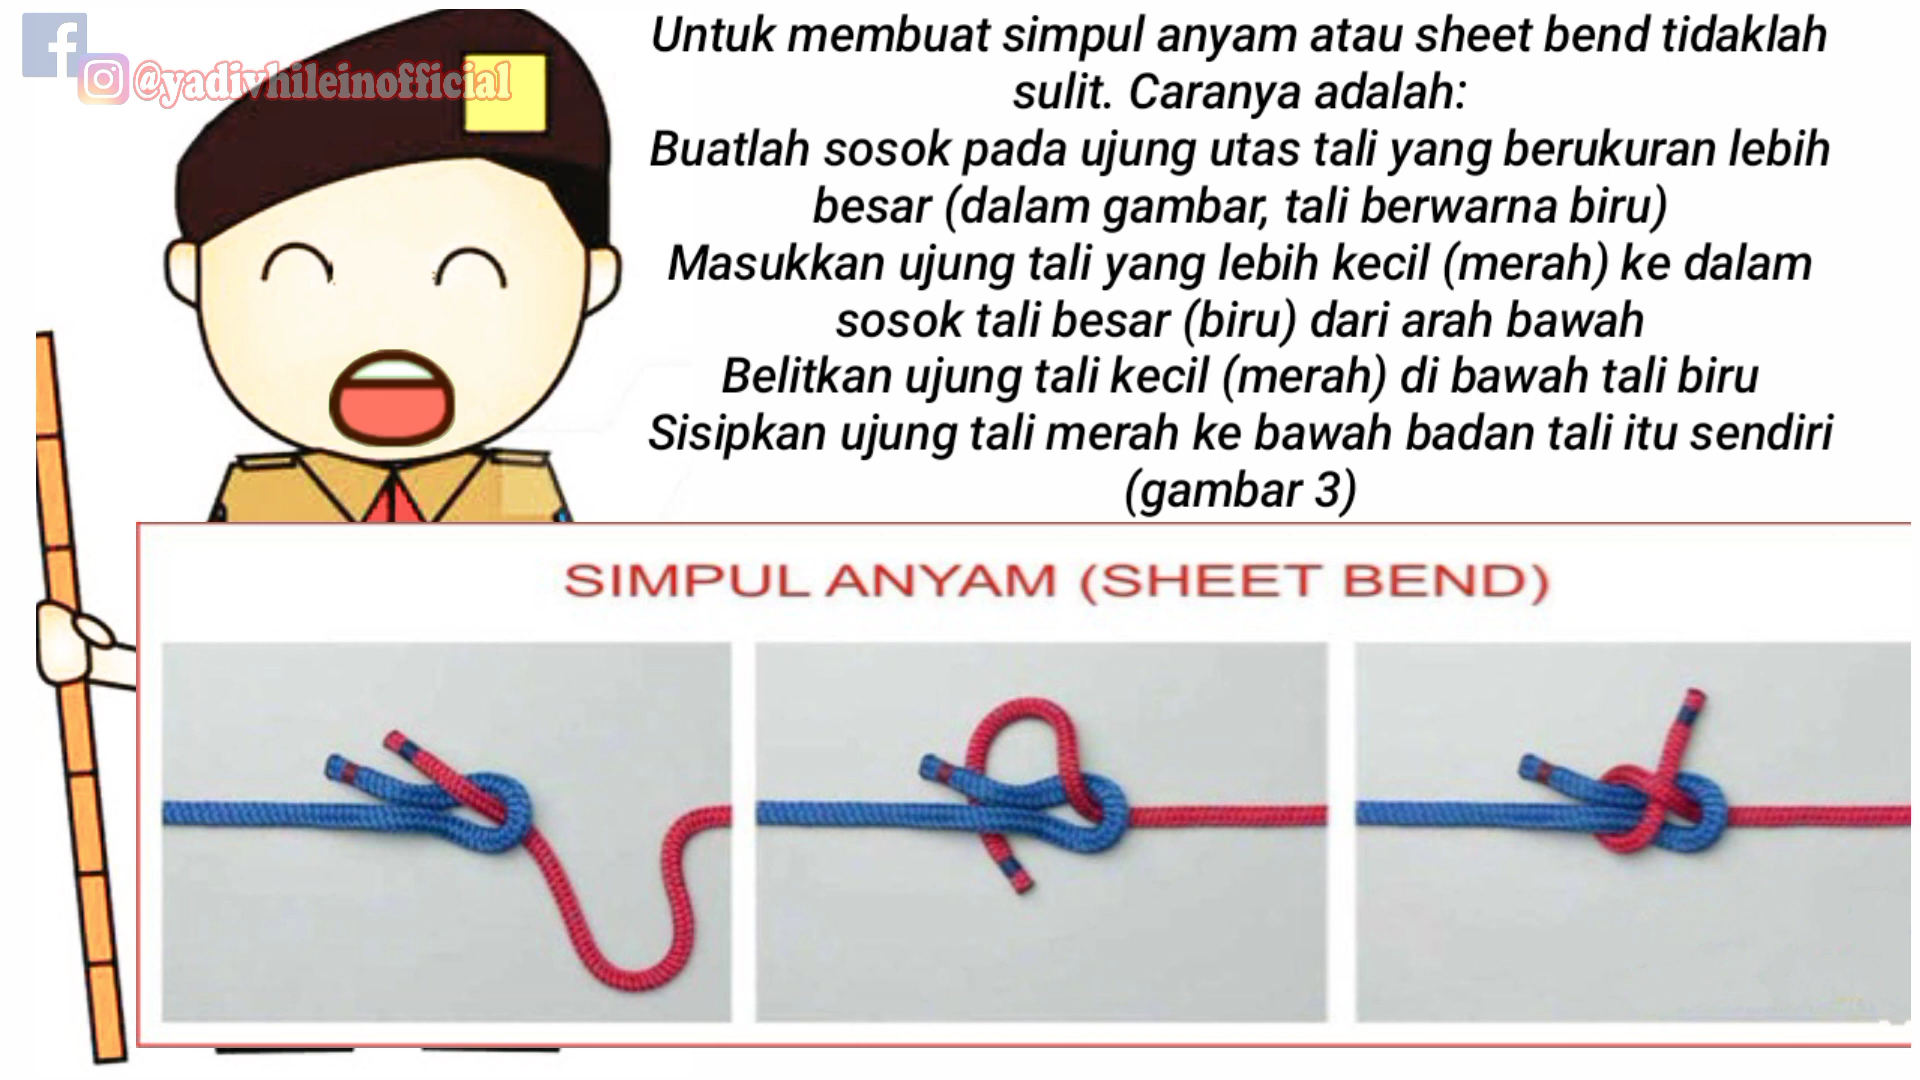 f
@yadivhileinofficial
Untuk membuat simpul anyam atau sheet bend tidaklah
sulit. Caranya adalah:
Buatlah sosok pada ujung utas tali yang berukuran lebih
besar (dalam gambar, tali berwarna biru)
Masukkan ujung tali yang lebih kecil (merah) ke dalam
sosok tali besar (biru) dari arah bawah
Belitkan ujung tali kecil (merah) di bawah tali biru
Sisipkan ujung tali merah ke bawah badan tali itu sendiri
(gambar 3)
SIMPUL ANYAM (SHEET BEND)